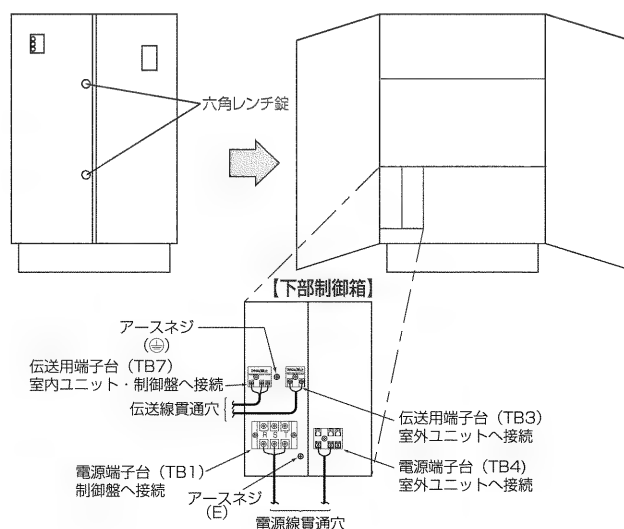 六角レンチ錠
【下部制御箱】
アースネジ
(⏚)
伝送用端子台（TB7）
室内ユニット・制御盤へ接続
伝送線貫通穴
伝送用端子台（TB3）
室外ユニットへ接続
R S T
電源端子台（TB1）
制御盤へ接続
電源端子台（TB4）
室外ユニットへ接続
アースネジ
(E)
電源線貫通穴